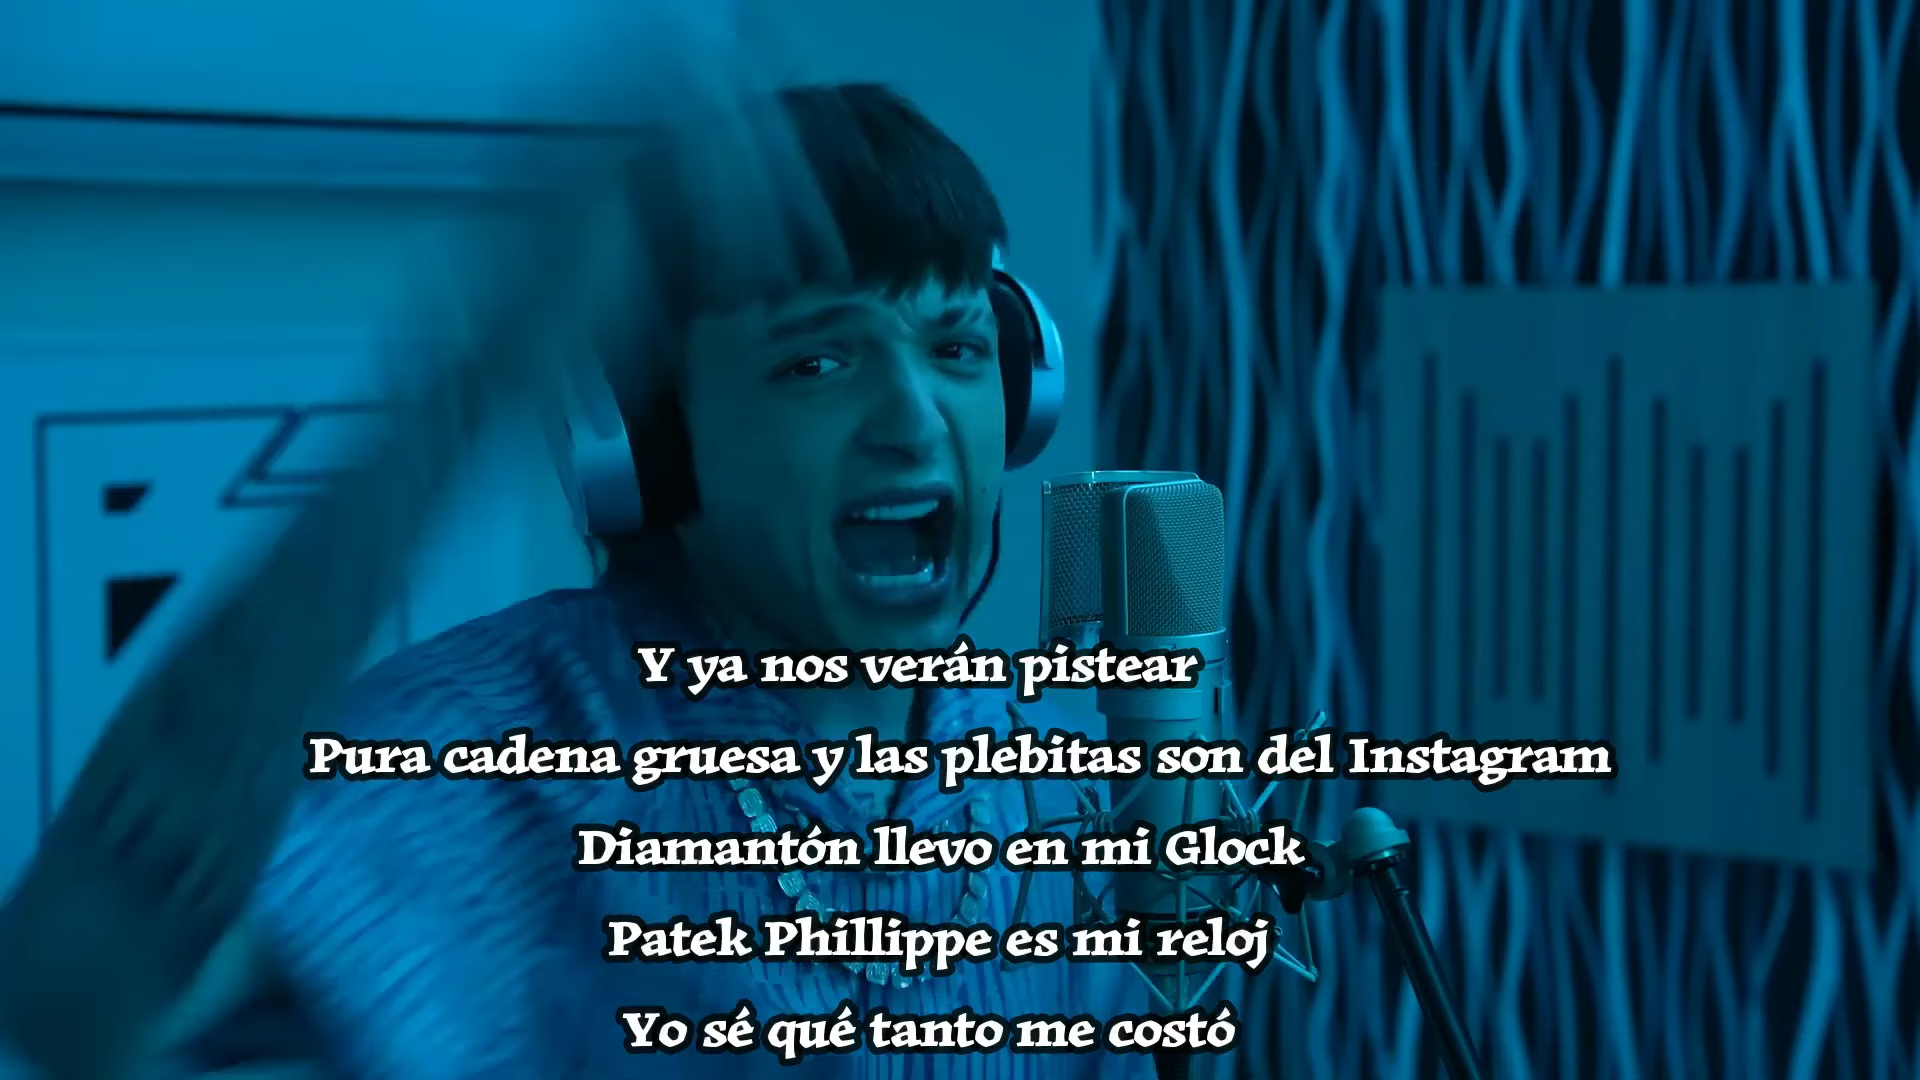 Y ya nos verán pistear
Pura cadena gruesa y las plebitas son del Instagram
Diamantón llevo en mi Glock
Patek Phillippe es mi reloj
Yo sé qué tanto me costó